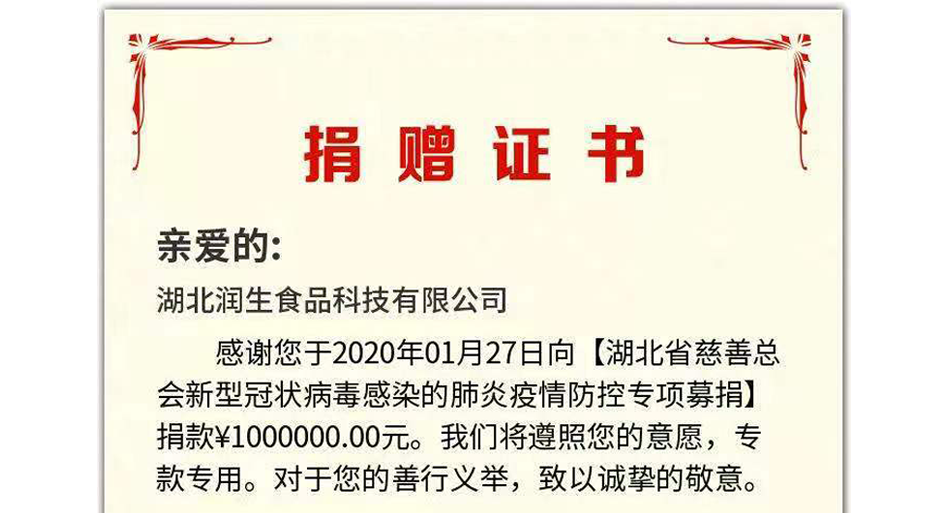 捐赠证书
亲爱的:
湖北润生食品科技有限公司
感谢您于2020年01月27日向【湖北省慈善总
会新型冠状病毒感染的肺炎疫情防控专项募捐】
捐款¥1000000.00元。我们将遵照您的意愿，专
款专用。对于您的善行义举，致以诚挚的敬意。